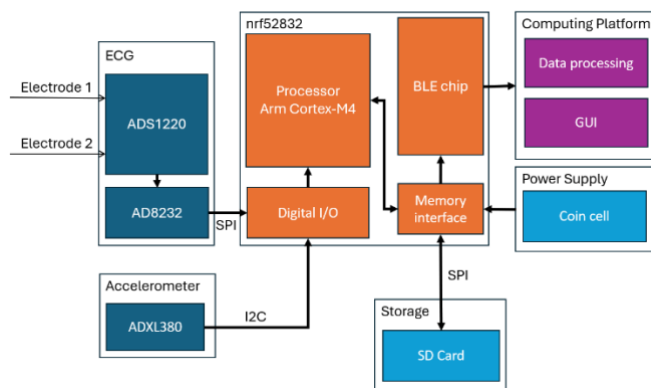 nrf52832
Computing Platform
ECG
Data processing
Electrode 1
Processor
Arm Cortex-M4
BLE chip
ADS1220
GUI
Electrode 2
Power Supply
AD8232
Digital I/O
Memory
interface
Coin cell
SPI
Accelerometer
SPI
I2C
ADXL380
Storage
SD Card